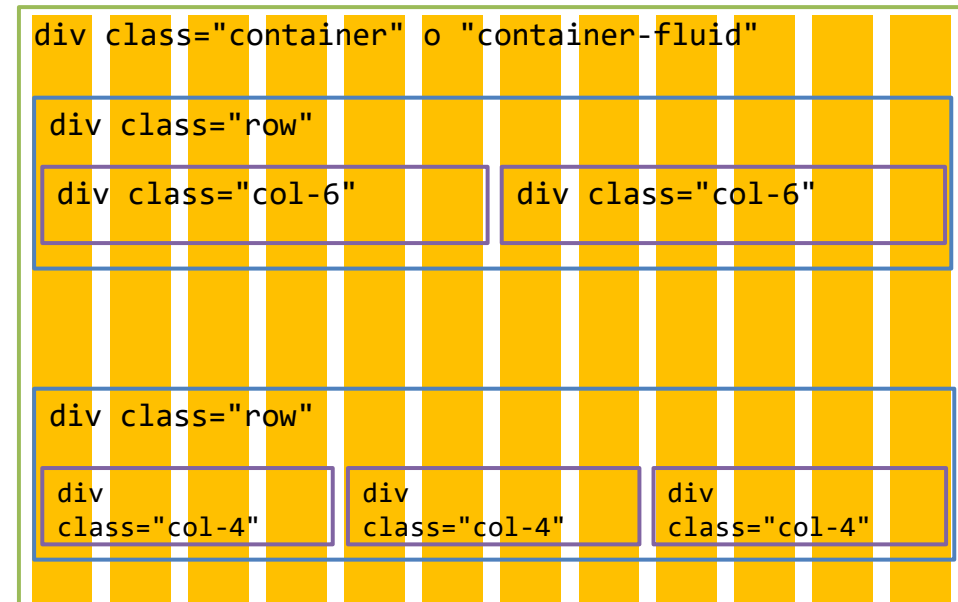 div class="container" o "container-fluid"
div class="row"
div class="col-6" div class="col-6"
div class="row"
div div div
class="col-4" class="col-4" class="col-4"